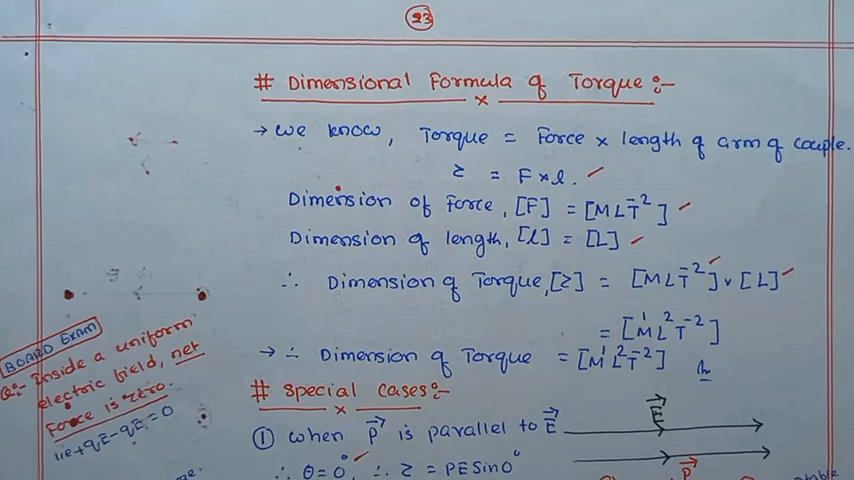 23
# Dimensional Formula of Torque:-
→ We know, Torque = Force × length of arm of couple.
τ = F × l.
Dimension of Force, [F] = [MLT⁻²]
Dimension of length, [l] = [L]
∴ Dimension of Torque, [τ] = [MLT⁻²] × [L]
= [M¹L²T⁻²]
→ ∴ Dimension of Torque = [M¹L²T⁻²]
BOARD EXAM
Q:- Inside a uniform
electric field, net
Force is zero.
+qE-qE=0
# Special Cases:-
① When P⃗ is parallel to E⃗
E⃗
∴ θ=0° ∴ τ = PE Sin0°
P⃗